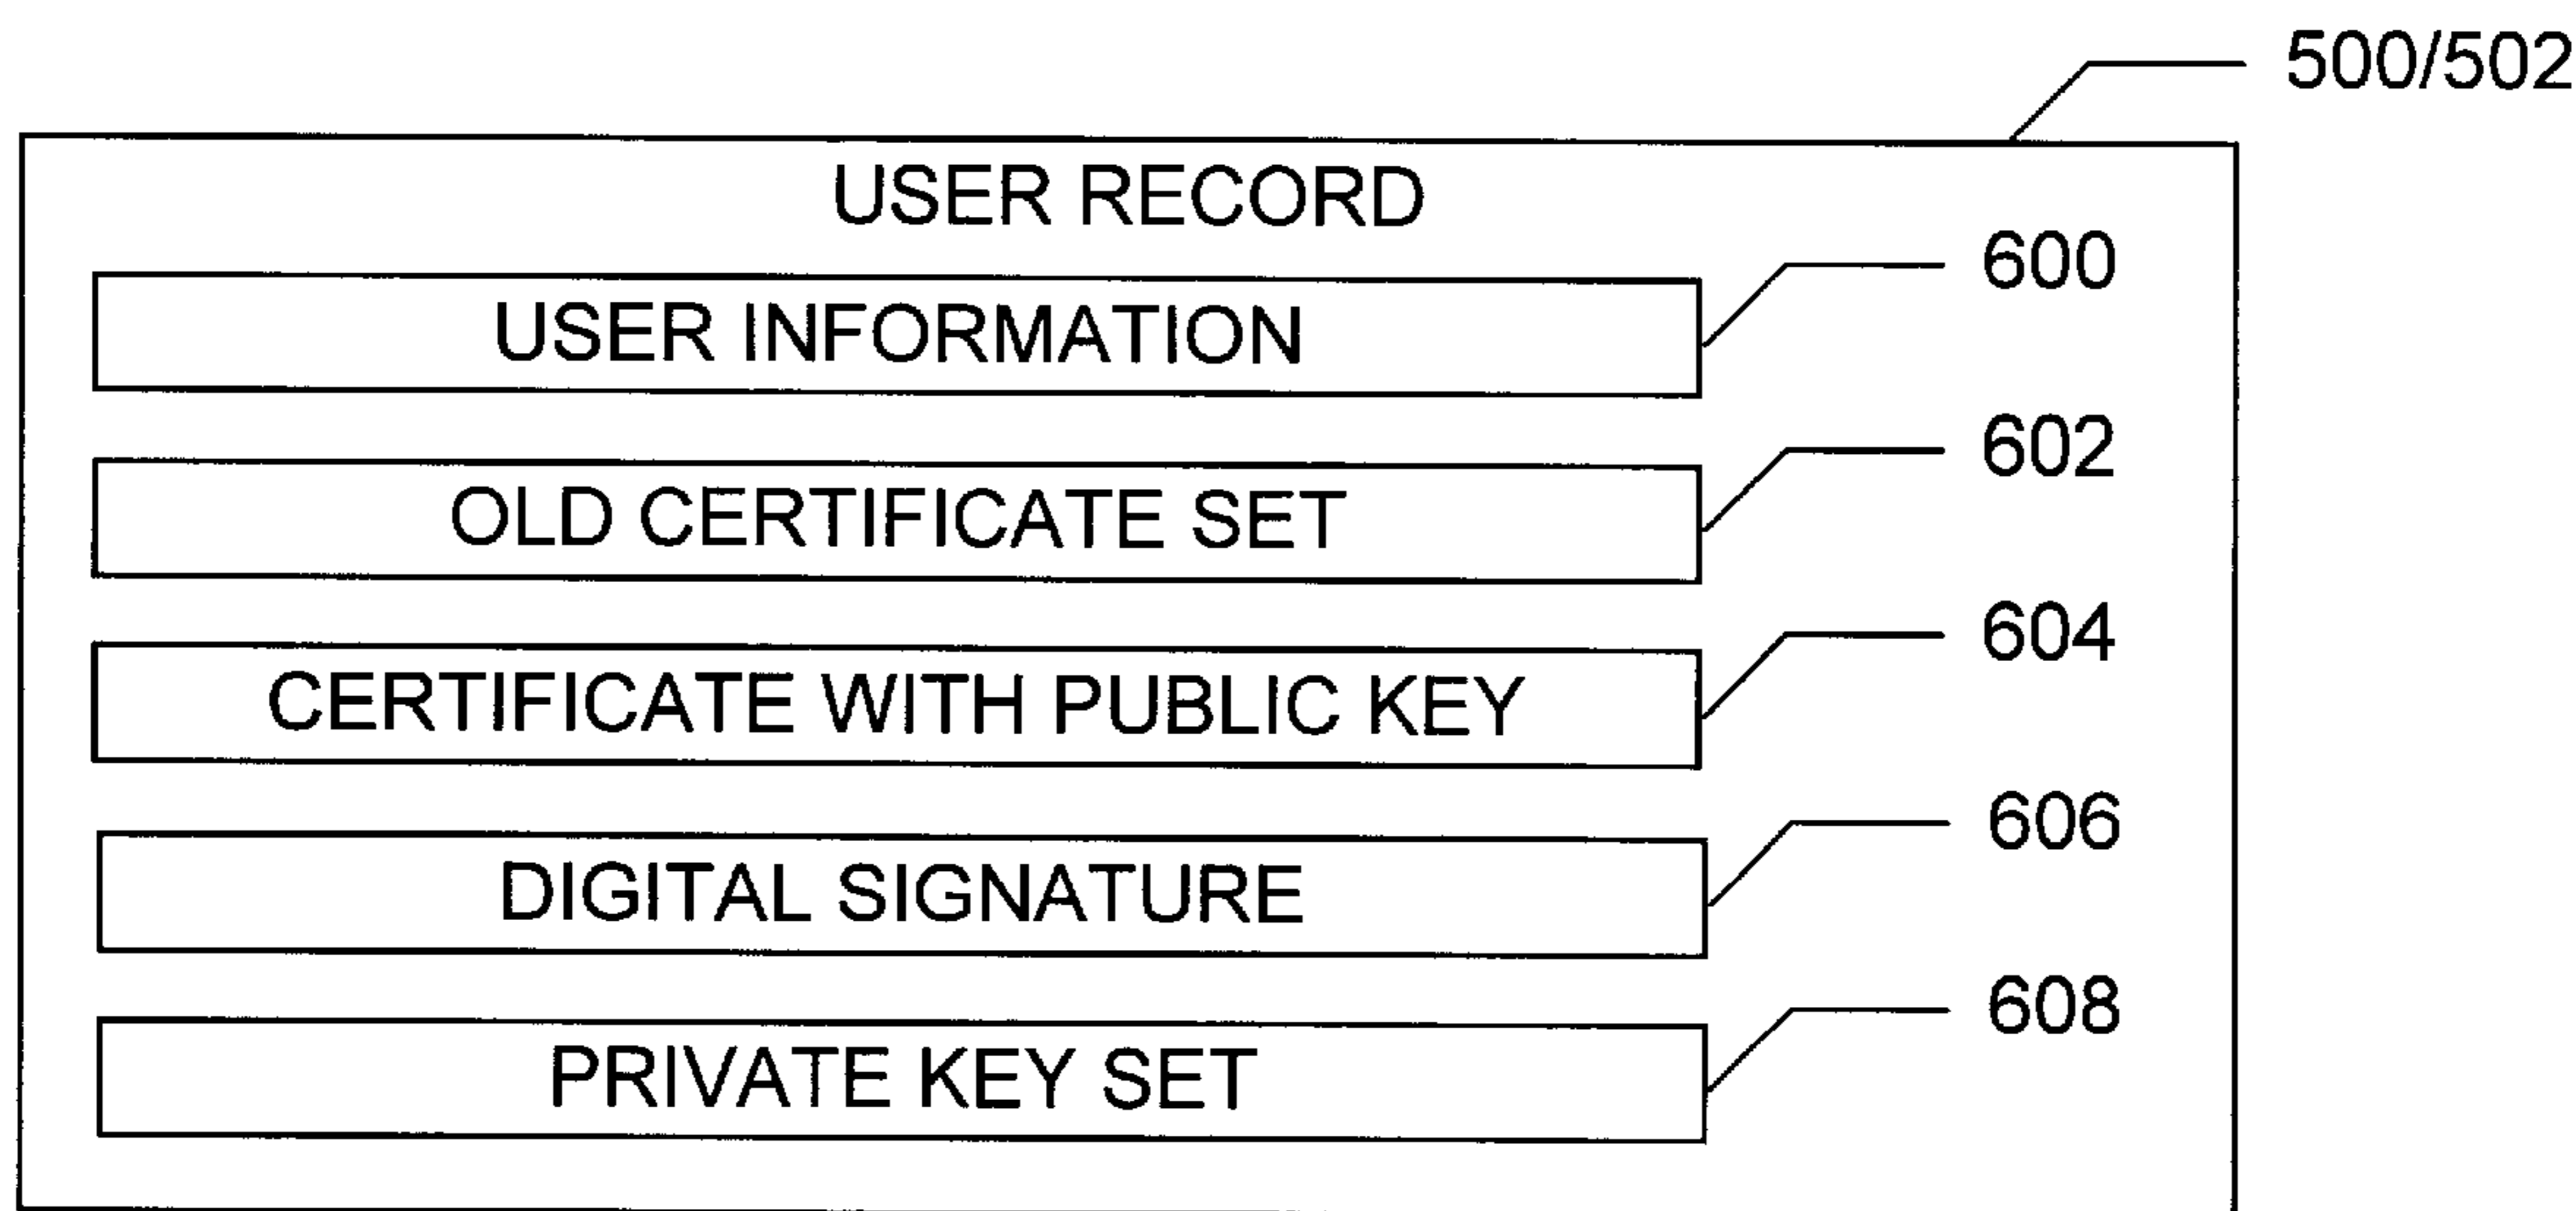 500/502
USER RECORD
600
USER INFORMATION
602
OLD CERTIFICATE SET
604
CERTIFICATE WITH PUBLIC KEY
606
DIGITAL SIGNATURE
608
PRIVATE KEY SET